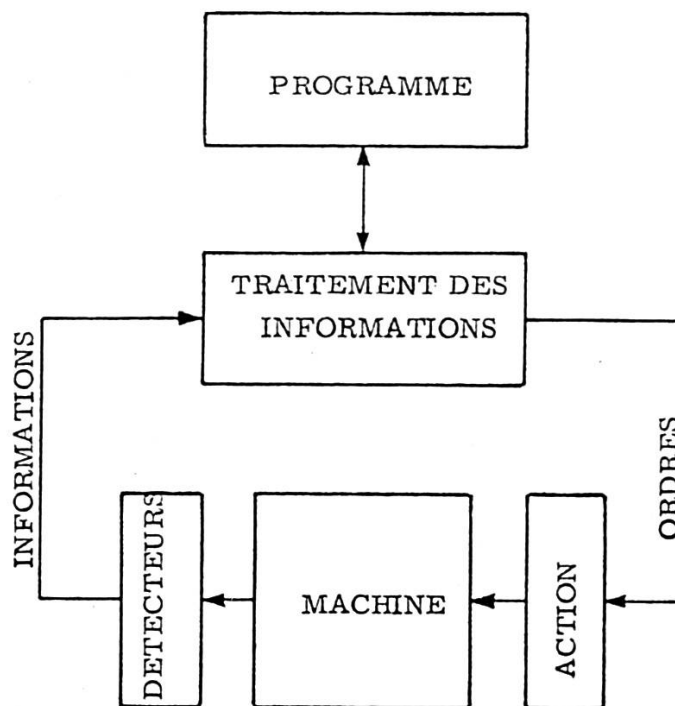 PROGRAMME
TRAITEMENT DES
INFORMATIONS
INFORMATIONS
ORDRES
DETECTEURS
MACHINE
ACTION